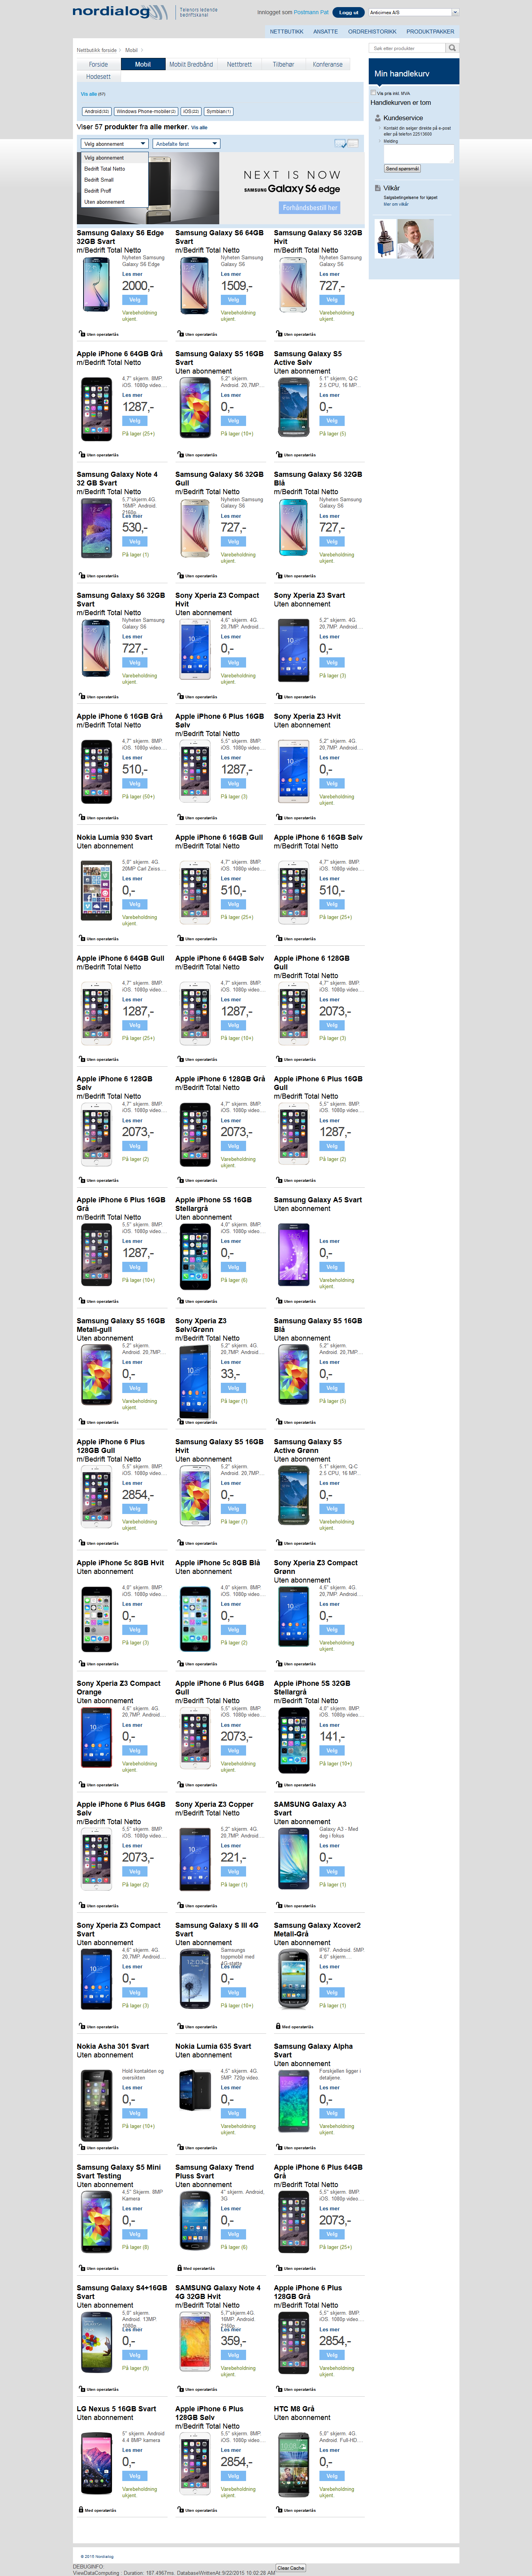 nordialog
Telenors ledende
bedriftskanal
Innlogget som Postmann Pat
Logg ut
NETTBUTIKK ANSATTE ORDREHISTORIKK PRODUKTPAKKER
Nettbutikk forside
Mobil
Søk etter produkter
Forside Mobil Mobilt Bredbånd Nettbrett Tilbehør Konferanse
Hodesett
Min handlekurv
Vis pris inkl. MVA
Handlekurven er tom
Kundeservice
Kontakt din selger direkte på e-post
eller på telefon 22513600
Melding
Send spørsmål
Vilkår
Salgsbetingelsene for kjøpet
Mer om vilkår
Vis alle (57)
Android(32) Windows Phone-mobiler(2) iOS(22) Symbian(1)
Viser 57 produkter fra alle merker. Vis alle
Velg abonnement
Anbefalte først
Velg abonnement
Bedrift Total Netto
Bedrift Small
Bedrift Proff
Uten abonnement
NEXT IS NOW
SAMSUNG Galaxy S6 edge
Forhåndsbestill her
Samsung Galaxy S6 Edge
32GB Svart
m/Bedrift Total Netto
Nyheten Samsung
Galaxy S6 Edge
Les mer
2000,-
Velg
Varebeholdning
ukjent.
Uten operatørlås
Samsung Galaxy S6 64GB
Svart
m/Bedrift Total Netto
Nyheten Samsung
Galaxy S6
Les mer
1509,-
Velg
Varebeholdning
ukjent.
Uten operatørlås
Samsung Galaxy S6 32GB
Hvit
m/Bedrift Total Netto
Nyheten Samsung
Galaxy S6
Les mer
727,-
Velg
Varebeholdning
ukjent.
Uten operatørlås
Apple iPhone 6 64GB Grå
m/Bedrift Total Netto
4,7" skjerm. 8MP.
iOS. 1080p video...
Les mer
1287,-
Velg
På lager (25+)
Uten operatørlås
Samsung Galaxy S5 16GB
Svart
Uten abonnement
5,2" skjerm.
Android. 20,7MP...
Les mer
0,-
Velg
På lager (10+)
Uten operatørlås
Samsung Galaxy S5
Active Sølv
Uten abonnement
5.1" skjerm, Q-C
2.5 CPU, 16 MP...
Les mer
0,-
Velg
På lager (5)
Uten operatørlås
Samsung Galaxy Note 4
32 GB Svart
m/Bedrift Total Netto
5,7"skjerm.4G.
16MP. Android.
2160p...
Les mer
530,-
Velg
På lager (1)
Uten operatørlås
Samsung Galaxy S6 32GB
Gull
m/Bedrift Total Netto
Nyheten Samsung
Galaxy S6
Les mer
727,-
Velg
Varebeholdning
ukjent.
Uten operatørlås
Samsung Galaxy S6 32GB
Blå
m/Bedrift Total Netto
Nyheten Samsung
Galaxy S6
Les mer
727,-
Velg
Varebeholdning
ukjent.
Uten operatørlås
Samsung Galaxy S6 32GB
Svart
m/Bedrift Total Netto
Nyheten Samsung
Galaxy S6
Les mer
727,-
Velg
Varebeholdning
ukjent.
Uten operatørlås
Sony Xperia Z3 Compact
Hvit
Uten abonnement
4,6" skjerm. 4G.
20,7MP. Android...
Les mer
0,-
Velg
Varebeholdning
ukjent.
Uten operatørlås
Sony Xperia Z3 Svart
Uten abonnement
5.2" skjerm. 4G.
20,7MP. Android...
Les mer
0,-
Velg
På lager (3)
Uten operatørlås
Apple iPhone 6 16GB Grå
m/Bedrift Total Netto
4,7" skjerm. 8MP.
iOS. 1080p video...
Les mer
510,-
Velg
På lager (50+)
Uten operatørlås
Apple iPhone 6 Plus 16GB
Sølv
m/Bedrift Total Netto
5,5" skjerm. 8MP.
iOS. 1080p video...
Les mer
1287,-
Velg
På lager (3)
Uten operatørlås
Sony Xperia Z3 Hvit
Uten abonnement
5.2" skjerm. 4G.
20,7MP. Android...
Les mer
0,-
Velg
Varebeholdning
ukjent.
Uten operatørlås
Nokia Lumia 930 Svart
Uten abonnement
5,0" skjerm. 4G.
20MP Carl Zeiss...
Les mer
0,-
Velg
Varebeholdning
ukjent.
Uten operatørlås
Apple iPhone 6 16GB Gull
m/Bedrift Total Netto
4,7" skjerm. 8MP.
iOS. 1080p video...
Les mer
510,-
Velg
På lager (25+)
Uten operatørlås
Apple iPhone 6 16GB Sølv
m/Bedrift Total Netto
4,7" skjerm. 8MP.
iOS. 1080p video...
Les mer
510,-
Velg
På lager (25+)
Uten operatørlås
Apple iPhone 6 64GB Gull
m/Bedrift Total Netto
4,7" skjerm. 8MP.
iOS. 1080p video...
Les mer
1287,-
Velg
På lager (25+)
Uten operatørlås
Apple iPhone 6 64GB Sølv
m/Bedrift Total Netto
4,7" skjerm. 8MP.
iOS. 1080p video...
Les mer
1287,-
Velg
På lager (10+)
Uten operatørlås
Apple iPhone 6 128GB
Gull
m/Bedrift Total Netto
4,7" skjerm. 8MP.
iOS. 1080p video...
Les mer
2073,-
Velg
På lager (3)
Uten operatørlås
Apple iPhone 6 128GB
Sølv
m/Bedrift Total Netto
4,7" skjerm. 8MP.
iOS. 1080p video...
Les mer
2073,-
Velg
På lager (2)
Uten operatørlås
Apple iPhone 6 128GB Grå
m/Bedrift Total Netto
4,7" skjerm. 8MP.
iOS. 1080p video...
Les mer
2073,-
Velg
Varebeholdning
ukjent.
Uten operatørlås
Apple iPhone 6 Plus 16GB
Gull
m/Bedrift Total Netto
5,5" skjerm. 8MP.
iOS. 1080p video...
Les mer
1287,-
Velg
På lager (2)
Uten operatørlås
Apple iPhone 6 Plus 16GB
Grå
m/Bedrift Total Netto
5,5" skjerm. 8MP.
iOS. 1080p video...
Les mer
1287,-
Velg
På lager (10+)
Uten operatørlås
Apple iPhone 5S 16GB
Stellargrå
Uten abonnement
4,0" skjerm. 8MP.
iOS. 1080p video...
Les mer
0,-
Velg
På lager (6)
Uten operatørlås
Samsung Galaxy A5 Svart
Uten abonnement
Les mer
0,-
Velg
Varebeholdning
ukjent.
Uten operatørlås
Samsung Galaxy S5 16GB
Metall-gull
Uten abonnement
5,2" skjerm.
Android. 20,7MP...
Les mer
0,-
Velg
Varebeholdning
ukjent.
Uten operatørlås
Sony Xperia Z3
Sølv/Grønn
m/Bedrift Total Netto
5.2" skjerm. 4G.
20,7MP. Android...
Les mer
33,-
Velg
På lager (1)
Uten operatørlås
Samsung Galaxy S5 16GB
Blå
Uten abonnement
5,2" skjerm.
Android. 20,7MP...
Les mer
0,-
Velg
På lager (5)
Uten operatørlås
Apple iPhone 6 Plus
128GB Gull
m/Bedrift Total Netto
5,5" skjerm. 8MP.
iOS. 1080p video...
Les mer
2854,-
Velg
Varebeholdning
ukjent.
Uten operatørlås
Samsung Galaxy S5 16GB
Hvit
Uten abonnement
5,2" skjerm.
Android. 20,7MP...
Les mer
0,-
Velg
På lager (7)
Uten operatørlås
Samsung Galaxy S5
Active Grønn
Uten abonnement
5.1" skjerm, Q-C
2.5 CPU, 16 MP...
Les mer
0,-
Velg
Varebeholdning
ukjent.
Uten operatørlås
Apple iPhone 5c 8GB Hvit
Uten abonnement
4,0" skjerm. 8MP.
iOS. 1080p video...
Les mer
0,-
Velg
På lager (3)
Uten operatørlås
Apple iPhone 5c 8GB Blå
Uten abonnement
4,0" skjerm. 8MP.
iOS. 1080p video...
Les mer
0,-
Velg
På lager (2)
Uten operatørlås
Sony Xperia Z3 Compact
Grønn
Uten abonnement
4,6" skjerm. 4G.
20,7MP. Android...
Les mer
0,-
Velg
Varebeholdning
ukjent.
Uten operatørlås
Sony Xperia Z3 Compact
Orange
Uten abonnement
4,6" skjerm. 4G.
20,7MP. Android...
Les mer
0,-
Velg
Varebeholdning
ukjent.
Uten operatørlås
Apple iPhone 6 Plus 64GB
Gull
m/Bedrift Total Netto
5,5" skjerm. 8MP.
iOS. 1080p video...
Les mer
2073,-
Velg
Varebeholdning
ukjent.
Uten operatørlås
Apple iPhone 5S 32GB
Stellargrå
m/Bedrift Total Netto
4,0" skjerm. 8MP.
iOS. 1080p video...
Les mer
141,-
Velg
På lager (10+)
Uten operatørlås
Apple iPhone 6 Plus 64GB
Sølv
m/Bedrift Total Netto
5,5" skjerm. 8MP.
iOS. 1080p video...
Les mer
2073,-
Velg
På lager (2)
Uten operatørlås
Sony Xperia Z3 Copper
m/Bedrift Total Netto
5.2" skjerm. 4G.
20,7MP. Android...
Les mer
221,-
Velg
På lager (1)
Uten operatørlås
SAMSUNG Galaxy A3
Svart
Uten abonnement
Galaxy A3 - Med
deg i fokus
Les mer
0,-
Velg
På lager (1)
Uten operatørlås
Sony Xperia Z3 Compact
Svart
Uten abonnement
4,6" skjerm. 4G.
20,7MP. Android...
Les mer
0,-
Velg
På lager (3)
Uten operatørlås
Samsung Galaxy S III 4G
Svart
Uten abonnement
Samsungs
toppmobil med
4G-støtte
Les mer
0,-
Velg
På lager (10+)
Uten operatørlås
Samsung Galaxy Xcover2
Metall-Grå
Uten abonnement
IP67. Android. 5MP.
4,0" skjerm...
Les mer
0,-
Velg
På lager (1)
Med operatørlås
Nokia Asha 301 Svart
Uten abonnement
Hold kontakten og
oversikten
Les mer
0,-
Velg
På lager (10+)
Uten operatørlås
Nokia Lumia 635 Svart
Uten abonnement
4,5" skjerm. 4G.
5MP. 720p video
Les mer
0,-
Velg
Varebeholdning
ukjent.
Uten operatørlås
Samsung Galaxy Alpha
Svart
Uten abonnement
Forskjellen ligger i
detaljene.
Les mer
0,-
Velg
Varebeholdning
ukjent.
Uten operatørlås
Samsung Galaxy S5 Mini
Svart Testing
Uten abonnement
4,5" Skjerm. 8MP
Kamera
Les mer
0,-
Velg
På lager (8)
Uten operatørlås
Samsung Galaxy Trend
Pluss Svart
Uten abonnement
4" skjerm. Android.
3G
Les mer
0,-
Velg
På lager (6)
Med operatørlås
Apple iPhone 6 Plus 64GB
Grå
m/Bedrift Total Netto
5,5" skjerm. 8MP.
iOS. 1080p video...
Les mer
2073,-
Velg
På lager (25+)
Uten operatørlås
Samsung Galaxy S4+16GB
Svart
Uten abonnement
5,0" skjerm.
Android. 13MP.
1080p...
Les mer
0,-
Velg
På lager (9)
Uten operatørlås
SAMSUNG Galaxy Note 4
4G 32GB Hvit
m/Bedrift Total Netto
5,7"skjerm.4G.
16MP. Android.
2160p...
Les mer
359,-
Velg
Varebeholdning
ukjent.
Uten operatørlås
Apple iPhone 6 Plus
128GB Grå
m/Bedrift Total Netto
5,5" skjerm. 8MP.
iOS. 1080p video...
Les mer
2854,-
Velg
Varebeholdning
ukjent.
Uten operatørlås
LG Nexus 5 16GB Svart
Uten abonnement
5" skjerm. Android
4.4 8MP kamera
Les mer
0,-
Velg
Varebeholdning
ukjent.
Med operatørlås
Apple iPhone 6 Plus
128GB Sølv
m/Bedrift Total Netto
5,5" skjerm. 8MP.
iOS. 1080p video...
Les mer
2854,-
Velg
Varebeholdning
ukjent.
Uten operatørlås
HTC M8 Grå
Uten abonnement
5,0" skjerm. 4G
Android. Full-HD...
Les mer
0,-
Velg
Varebeholdning
ukjent.
Uten operatørlås
© 2015 Nordialog
DEBUGINFO:
Clear Cache
ViewDataComputing . Duration: 187,4967ms. DatabaseWrittenAt:9/22/2015 10:02:28 AM